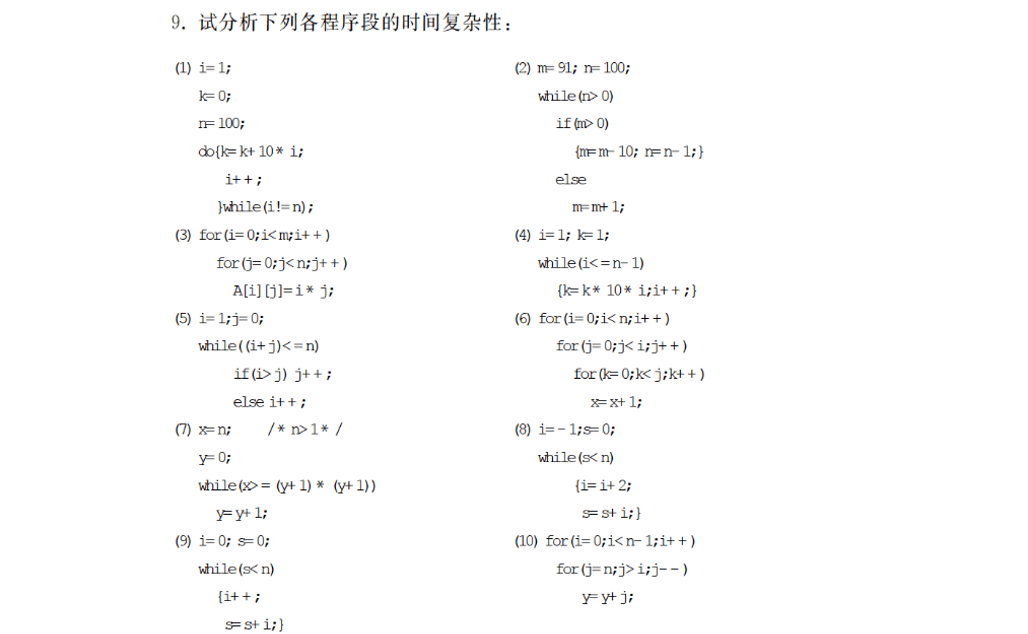 9. 试分析下列各程序段的时间复杂性：
(1) i=1;
k=0;
n=100;
do{k=k+10* i;
i++;
}while(i!=n);
(2) m=91; n=100;
while(n>0)
if(m>0)
{m=m-10; n=n-1;}
else
m=m+1;
(3) for(i=0;i<m;i++)
for(j=0;j<n;j++)
A[i][j]=i* j;
(4) i=1; k=1;
while(i<=n-1)
{k=k* 10* i;i++;}
(5) i=1;j=0;
while((i+j)<=n)
if(i>j) j++;
else i++;
(6) for(i=0;i<n;i++)
for(j=0;j<i;j++)
for(k=0;k<j;k++)
x=x+1;
(7) x=n; /* n>1* /
y=0;
while(x>= (y+1) * (y+1))
y=y+1;
(8) i=-1;s=0;
while(s<n)
{i=i+2;
s=s+i;}
(9) i=0; s=0;
while(s<n)
{i++;
s=s+i;}
(10) for(i=0;i<n-1;i++)
for(j=n;j>i;j--)
y=y+j;